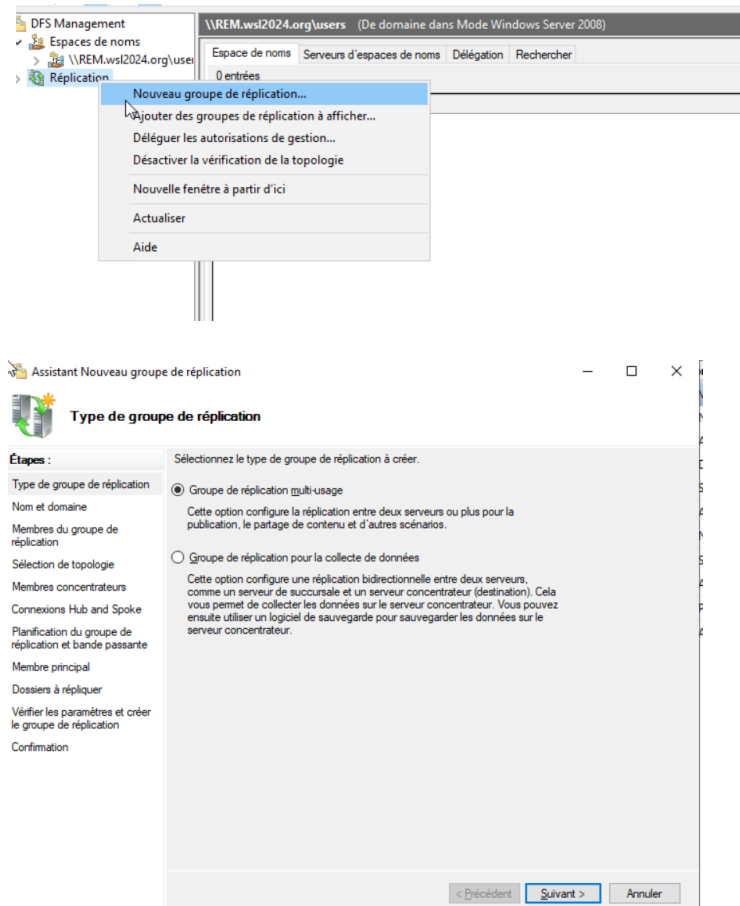 DFS Management
\\REM.wsl2024.org\users (De domaine dans Mode Windows Server 2008)
Espaces de noms
\\REM.wsl2024.org\user
Réplication
Espace de noms Serveurs d'espaces de noms Délégation Rechercher
0 entrées
Nouveau groupe de réplication...
Ajouter des groupes de réplication à afficher...
Déléguer les autorisations de gestion...
Désactiver la vérification de la topologie
Nouvelle fenêtre à partir d'ici
Actualiser
Aide
Assistant Nouveau groupe de réplication
Type de groupe de réplication
Étapes :
Type de groupe de réplication
Nom et domaine
Membres du groupe de
réplication
Sélection de topologie
Membres concentrateurs
Connexions Hub and Spoke
Planification du groupe de
réplication et bande passante
Membre principal
Dossiers à répliquer
Vérifier les paramètres et créer
le groupe de réplication
Confirmation
Sélectionnez le type de groupe de réplication à créer.
Groupe de réplication multi-usage
Cette option configure la réplication entre deux serveurs ou plus pour la
publication, le partage de contenu et d'autres scénarios.
Groupe de réplication pour la collecte de données
Cette option configure une réplication bidirectionnelle entre deux serveurs,
comme un serveur de succursale et un serveur concentrateur (destination). Cela
vous permet de collecter les données sur le serveur concentrateur. Vous pouvez
ensuite utiliser un logiciel de sauvegarde pour sauvegarder les données sur le
serveur concentrateur.
< Précédent Suivant > Annuler